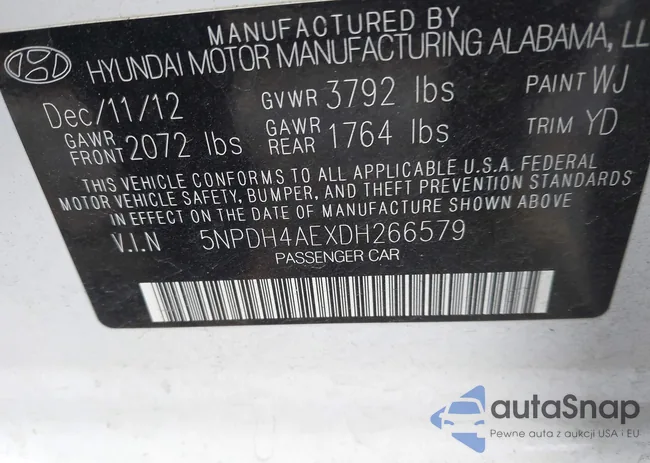 MANUFACTURED BY
HYUNDAI MOTOR MANUFACTURING ALABAMA, LL
Dec/11/12 GVWR 3792 lbs PAINT WJ
GAWR FRONT 2072 lbs GAWR REAR 1764 lbs TRIM YD
THIS VEHICLE CONFORMS TO ALL APPLICABLE U.S.A. FEDERAL
MOTOR VEHICLE SAFETY, BUMPER, AND THEFT PREVENTION STANDARDS
IN EFFECT ON THE DATE OF MANUFACTURE SHOWN ABOVE
V.I.N 5NPDH4AEXDH266579
PASSENGER CAR
autaSnap
Pewne auta z aukcji USA i EU